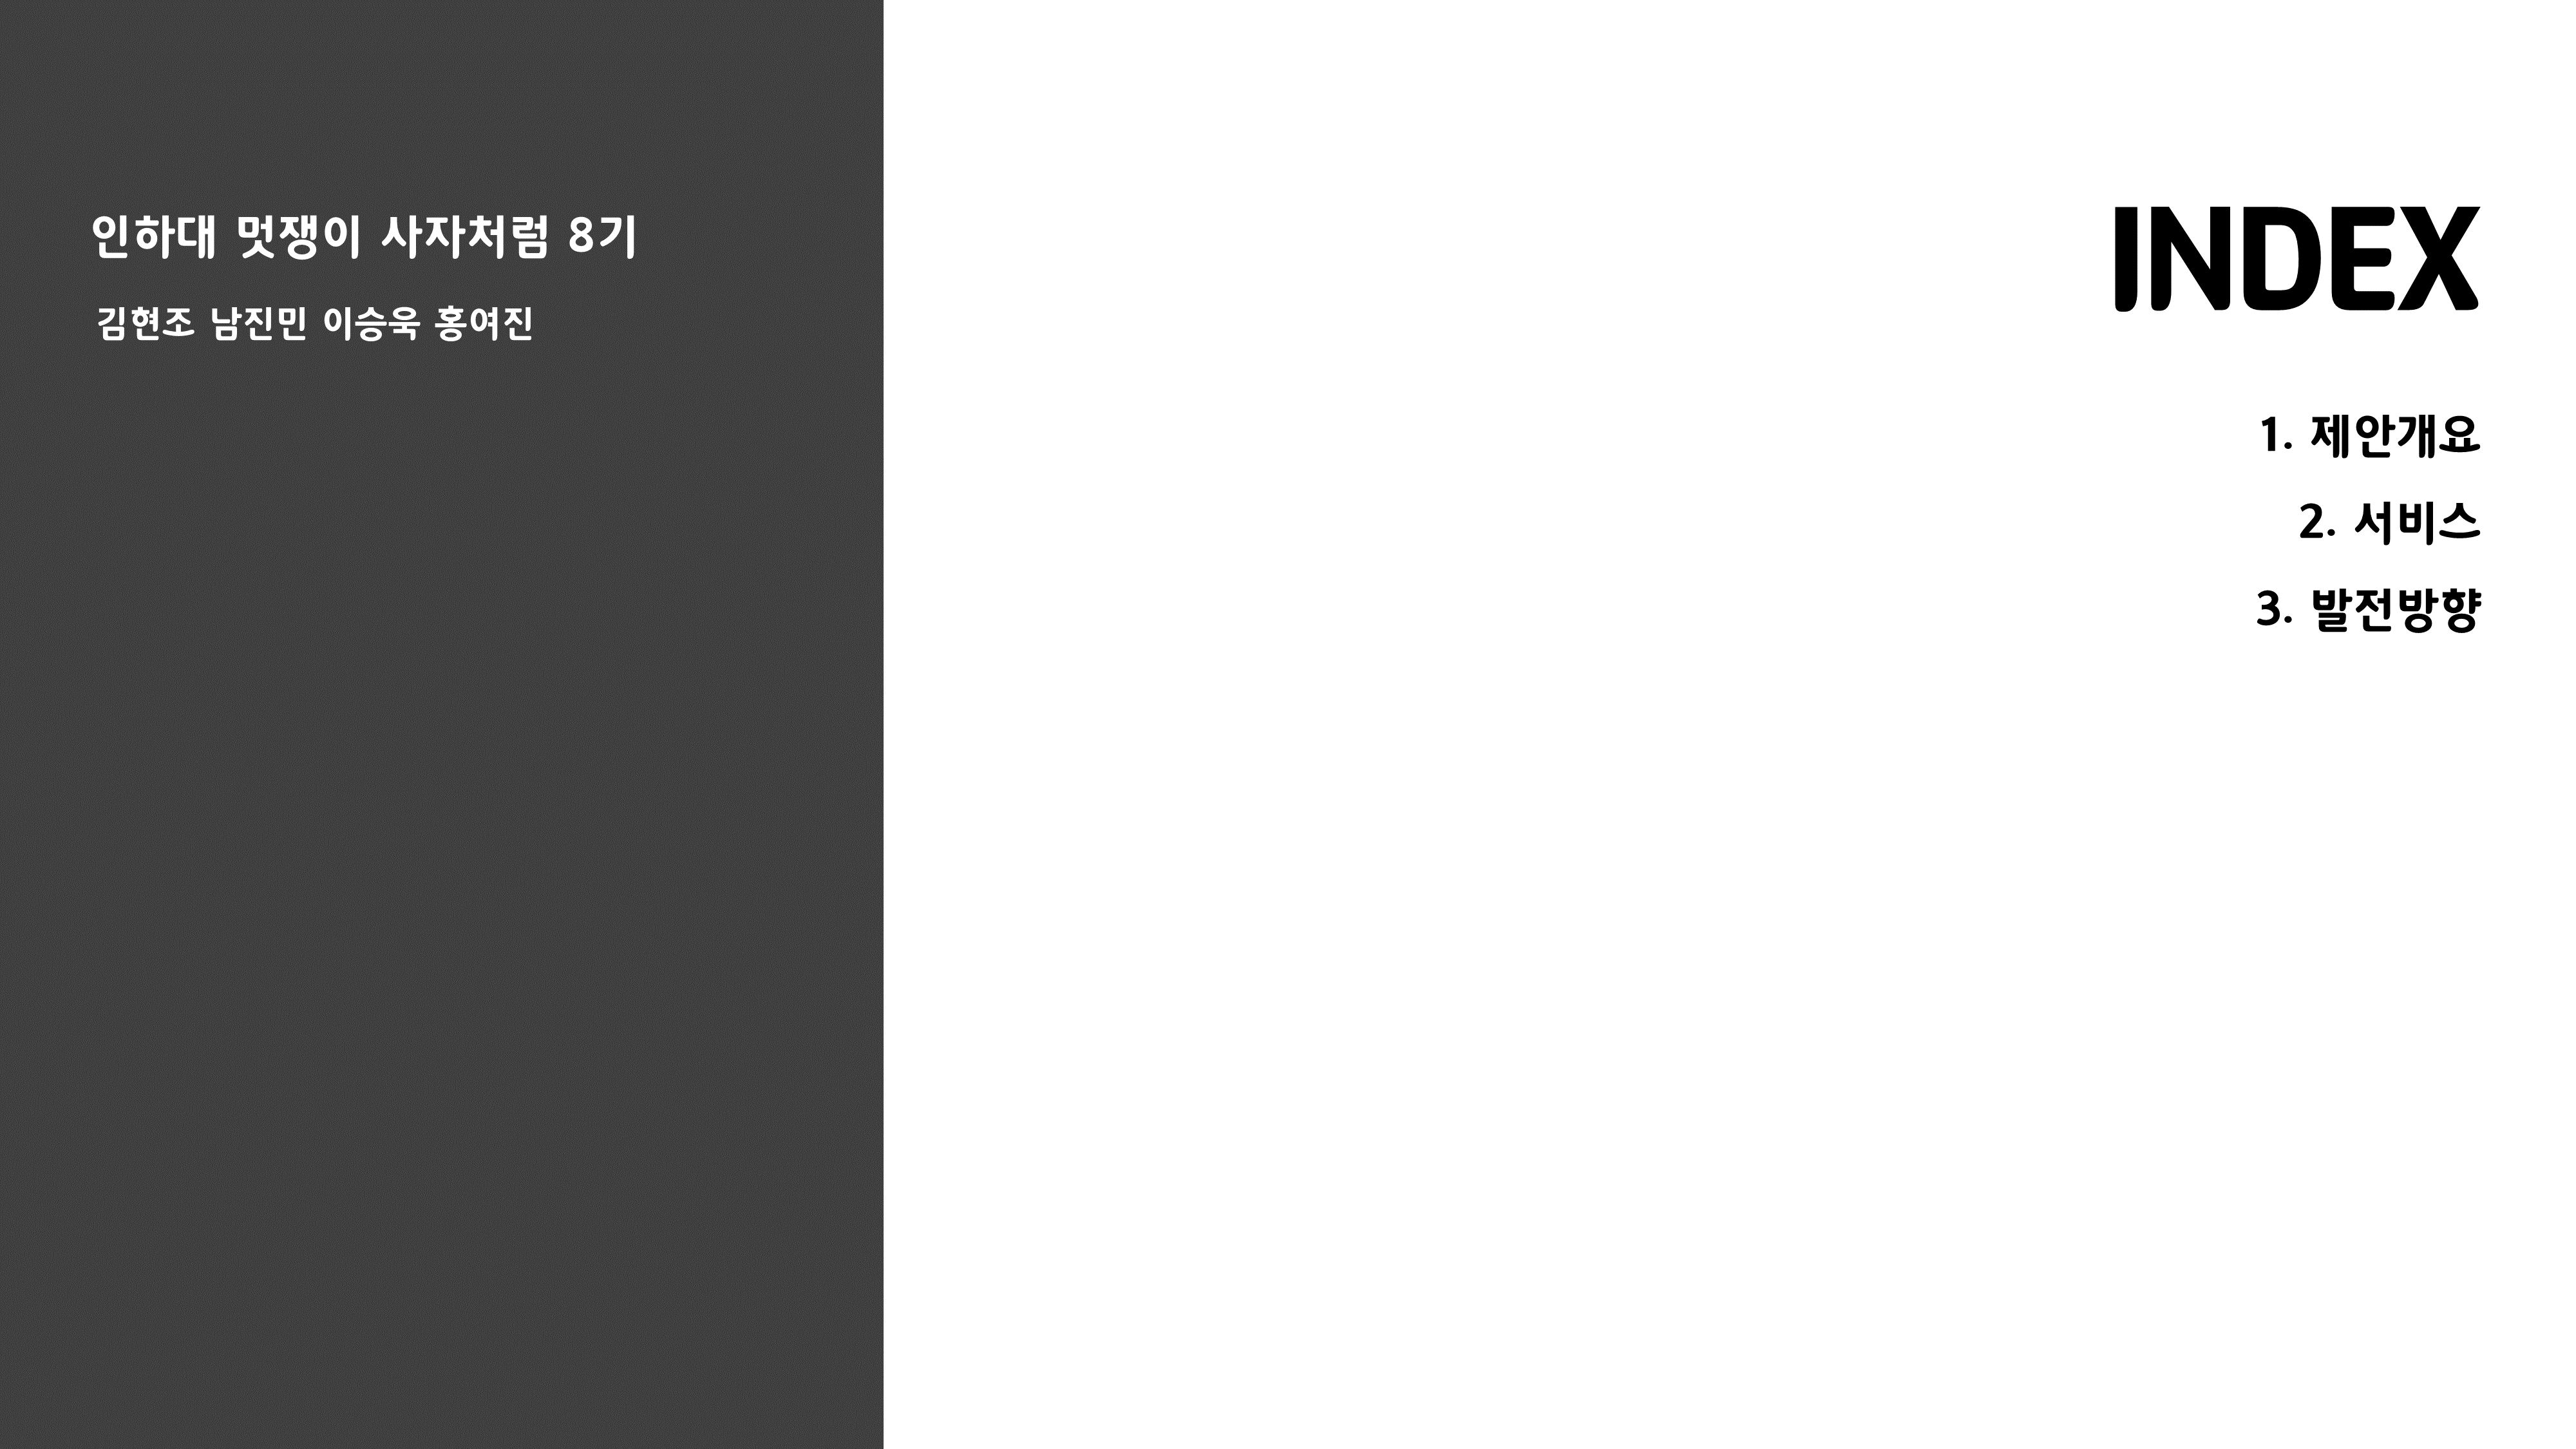 인하대 멋쟁이 사자처럼 8기
김현조 남진민 이승욱 홍여진
INDEX
1. 제안개요
2. 서비스
3. 발전방향